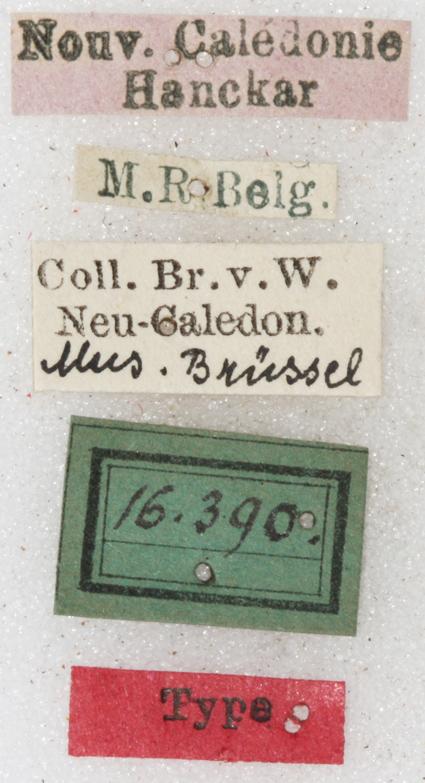 Nouv. Calédonie
Hanckar
M.R. Belg.
Coll. Br. v. W.
Neu-Caledon.
Mus. Brüssel
16.390.
Type